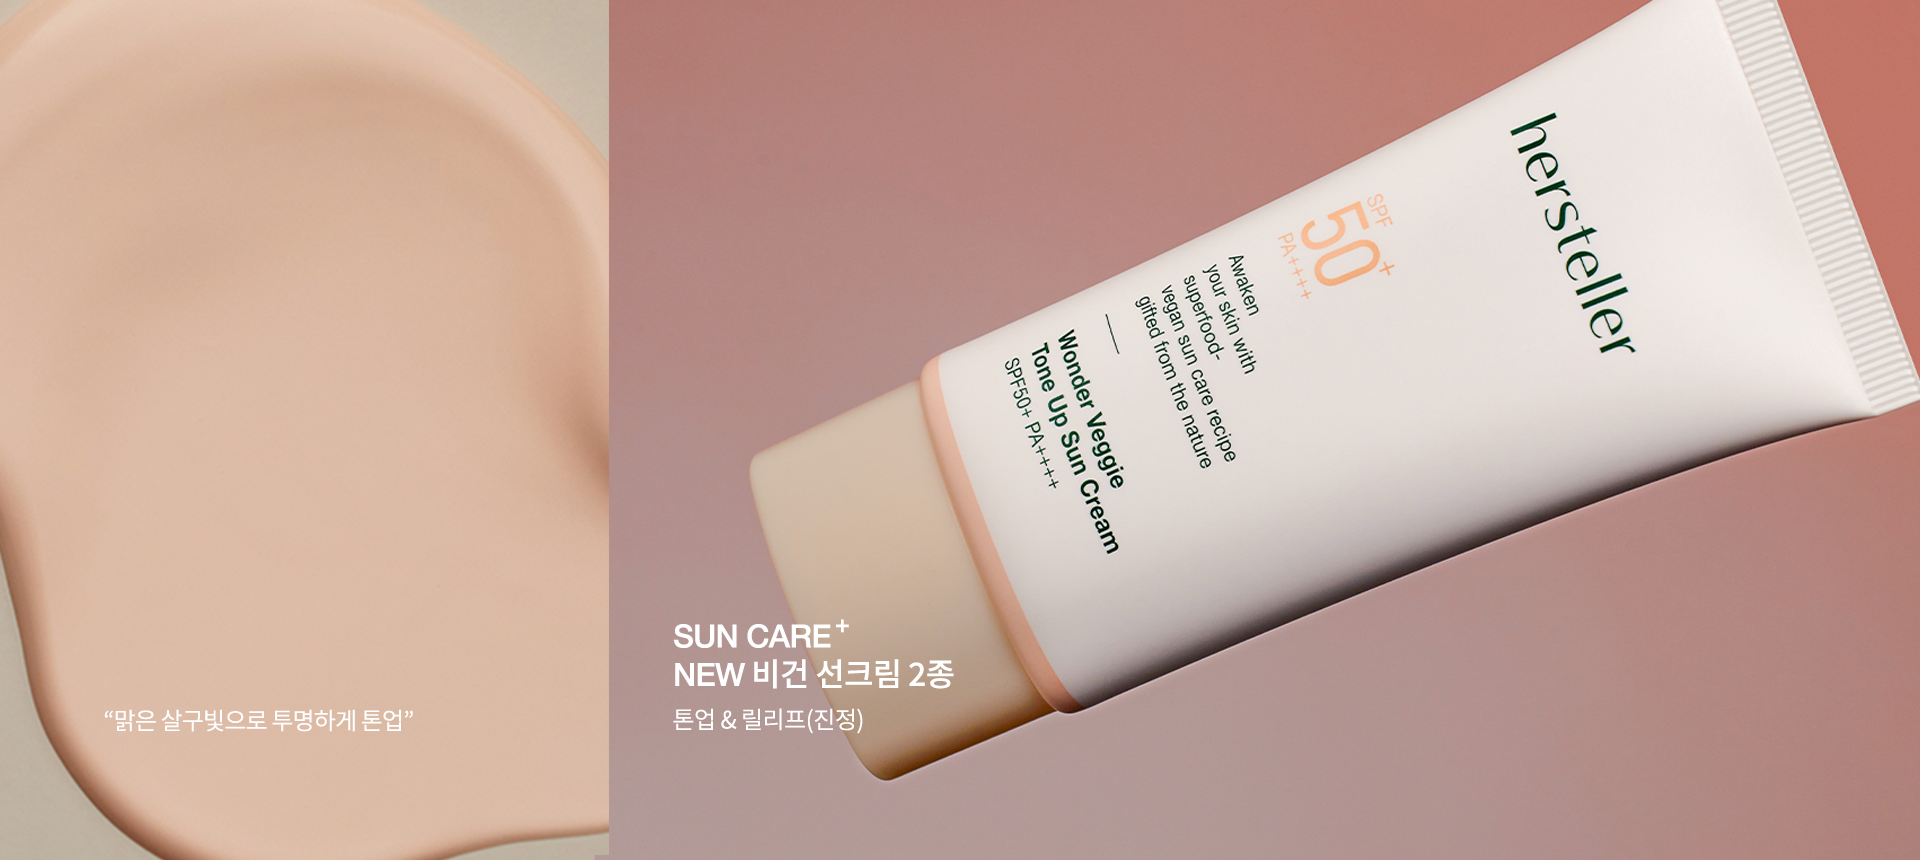 “맑은 살구빛으로 투명하게 톤업”
SUN CARE+
NEW 비건 선크림 2종
톤업 & 릴리프(진정)
hersteller
SPF
50+
PA++++
Awaken
your skin with
superfood-
vegan sun care recipe
gifted from the nature
Wonder Veggie
Tone Up Sun Cream
SPF50+ PA++++